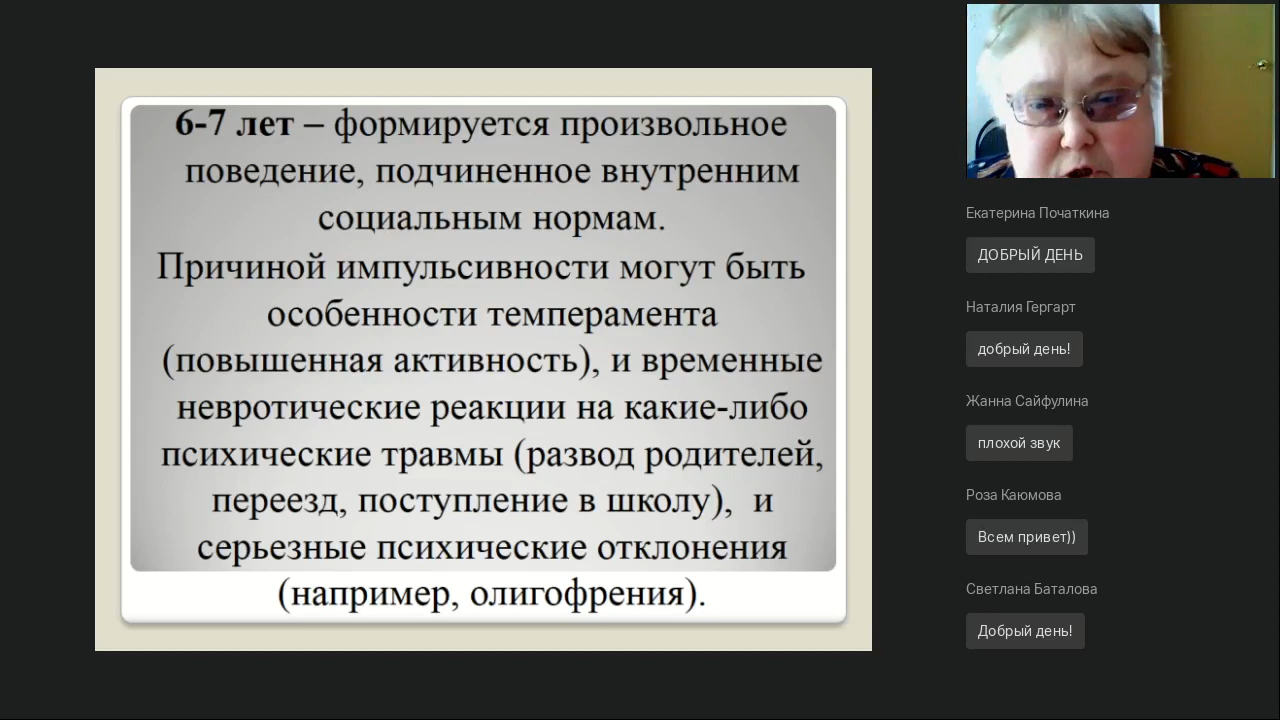 6-7 лет – формируется произвольное
поведение, подчиненное внутренним
социальным нормам.
Причиной импульсивности могут быть
особенности темперамента
(повышенная активность), и временные
невротические реакции на какие-либо
психические травмы (развод родителей,
переезд, поступление в школу),  и
серьезные психические отклонения
(например, олигофрения).
Екатерина Початкина
ДОБРЫЙ ДЕНЬ
Наталия Гергарт
добрый день!
Жанна Сайфулина
плохой звук
Роза Каюмова
Всем привет))
Светлана Баталова
Добрый день!